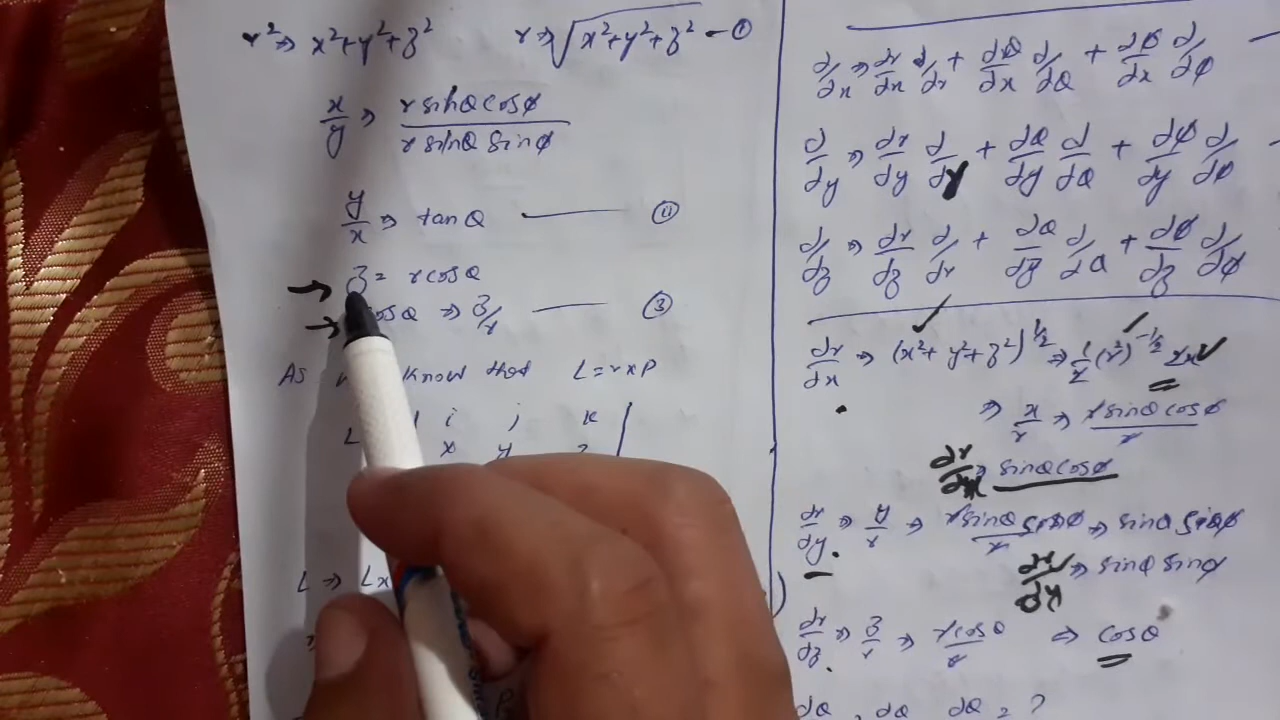 r² ⇒ x²+y²+z²    r ⇒ √x²+y²+z² — ①
x/y ⇒ r sinθ cosϕ / r sinθ sinϕ
y/x ⇒ tanθ —— ⑪
→ z = r cosθ
→ cosθ ⇒ z/r —— ③
As know that L = r x P
i j k
x y z
L ⇒ Lx
∂/∂x ⇒ ∂r/∂x ∂/∂r + ∂θ/∂x ∂/∂θ + ∂ϕ/∂x ∂/∂ϕ
∂/∂y ⇒ ∂r/∂y ∂/∂r + ∂θ/∂y ∂/∂θ + ∂ϕ/∂y ∂/∂ϕ
∂/∂z ⇒ ∂r/∂z ∂/∂r + ∂θ/∂z ∂/∂θ + ∂ϕ/∂z ∂/∂ϕ
∂r/∂x ⇒ (x²+y²+z²)^1/2 ⇒ 1/2 (r²)^-1/2 2x
⇒ x/r ⇒ r sinθ cosϕ / r
∂r/∂x ⇒ sinθ cosϕ
∂r/∂y ⇒ y/r ⇒ r sinθ sinϕ / r ⇒ sinθ sinϕ
∂r/∂x ⇒ sinθ sinϕ
∂r/∂z ⇒ z/r ⇒ r cosθ / r ⇒ cosθ
∂θ , ∂θ ∂θ = ?